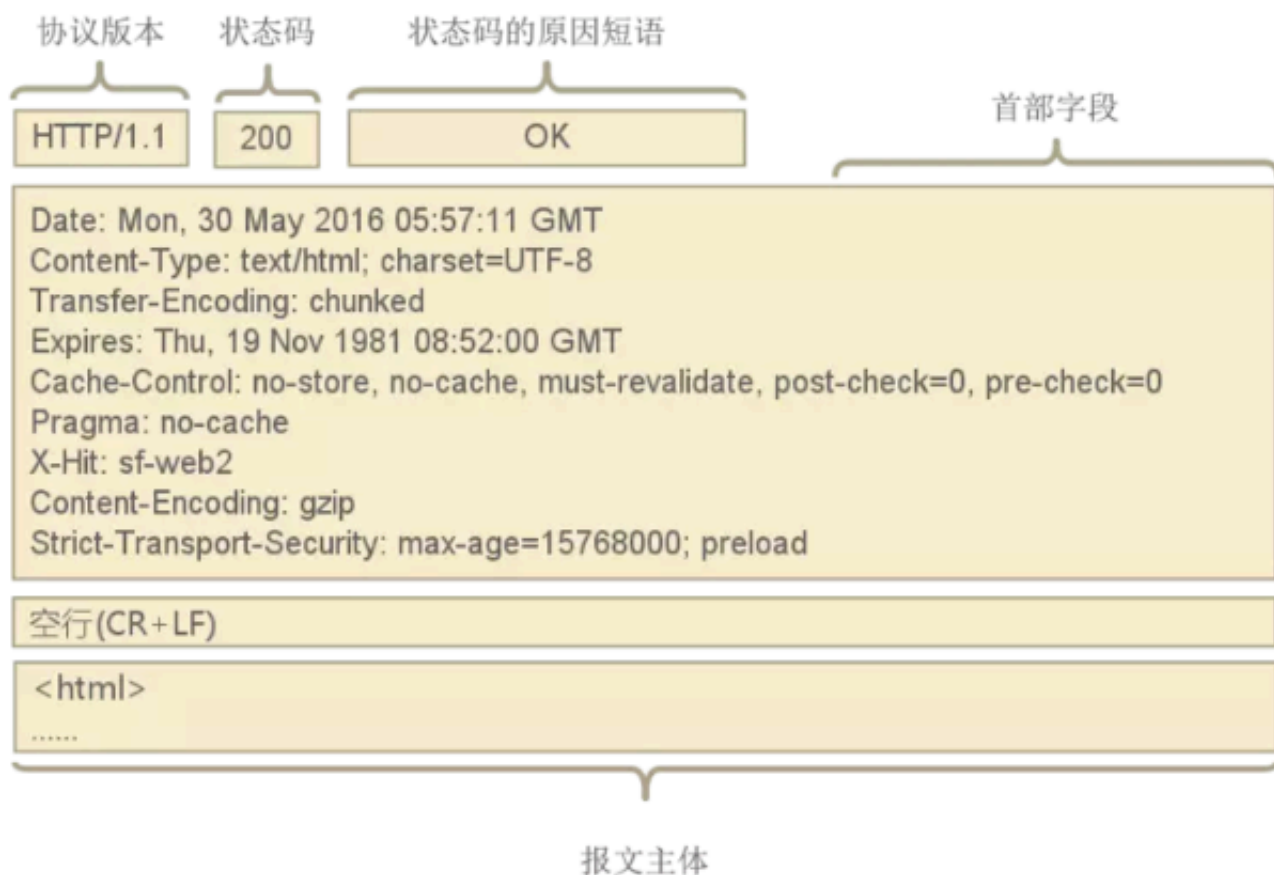 协议版本 状态码 状态码的原因短语
首部字段
HTTP/1.1 200 OK
Date: Mon, 30 May 2016 05:57:11 GMT
Content-Type: text/html; charset=UTF-8
Transfer-Encoding: chunked
Expires: Thu, 19 Nov 1981 08:52:00 GMT
Cache-Control: no-store, no-cache, must-revalidate, post-check=0, pre-check=0
Pragma: no-cache
X-Hit: sf-web2
Content-Encoding: gzip
Strict-Transport-Security: max-age=15768000; preload
空行(CR+LF)
<html>
......
报文主体